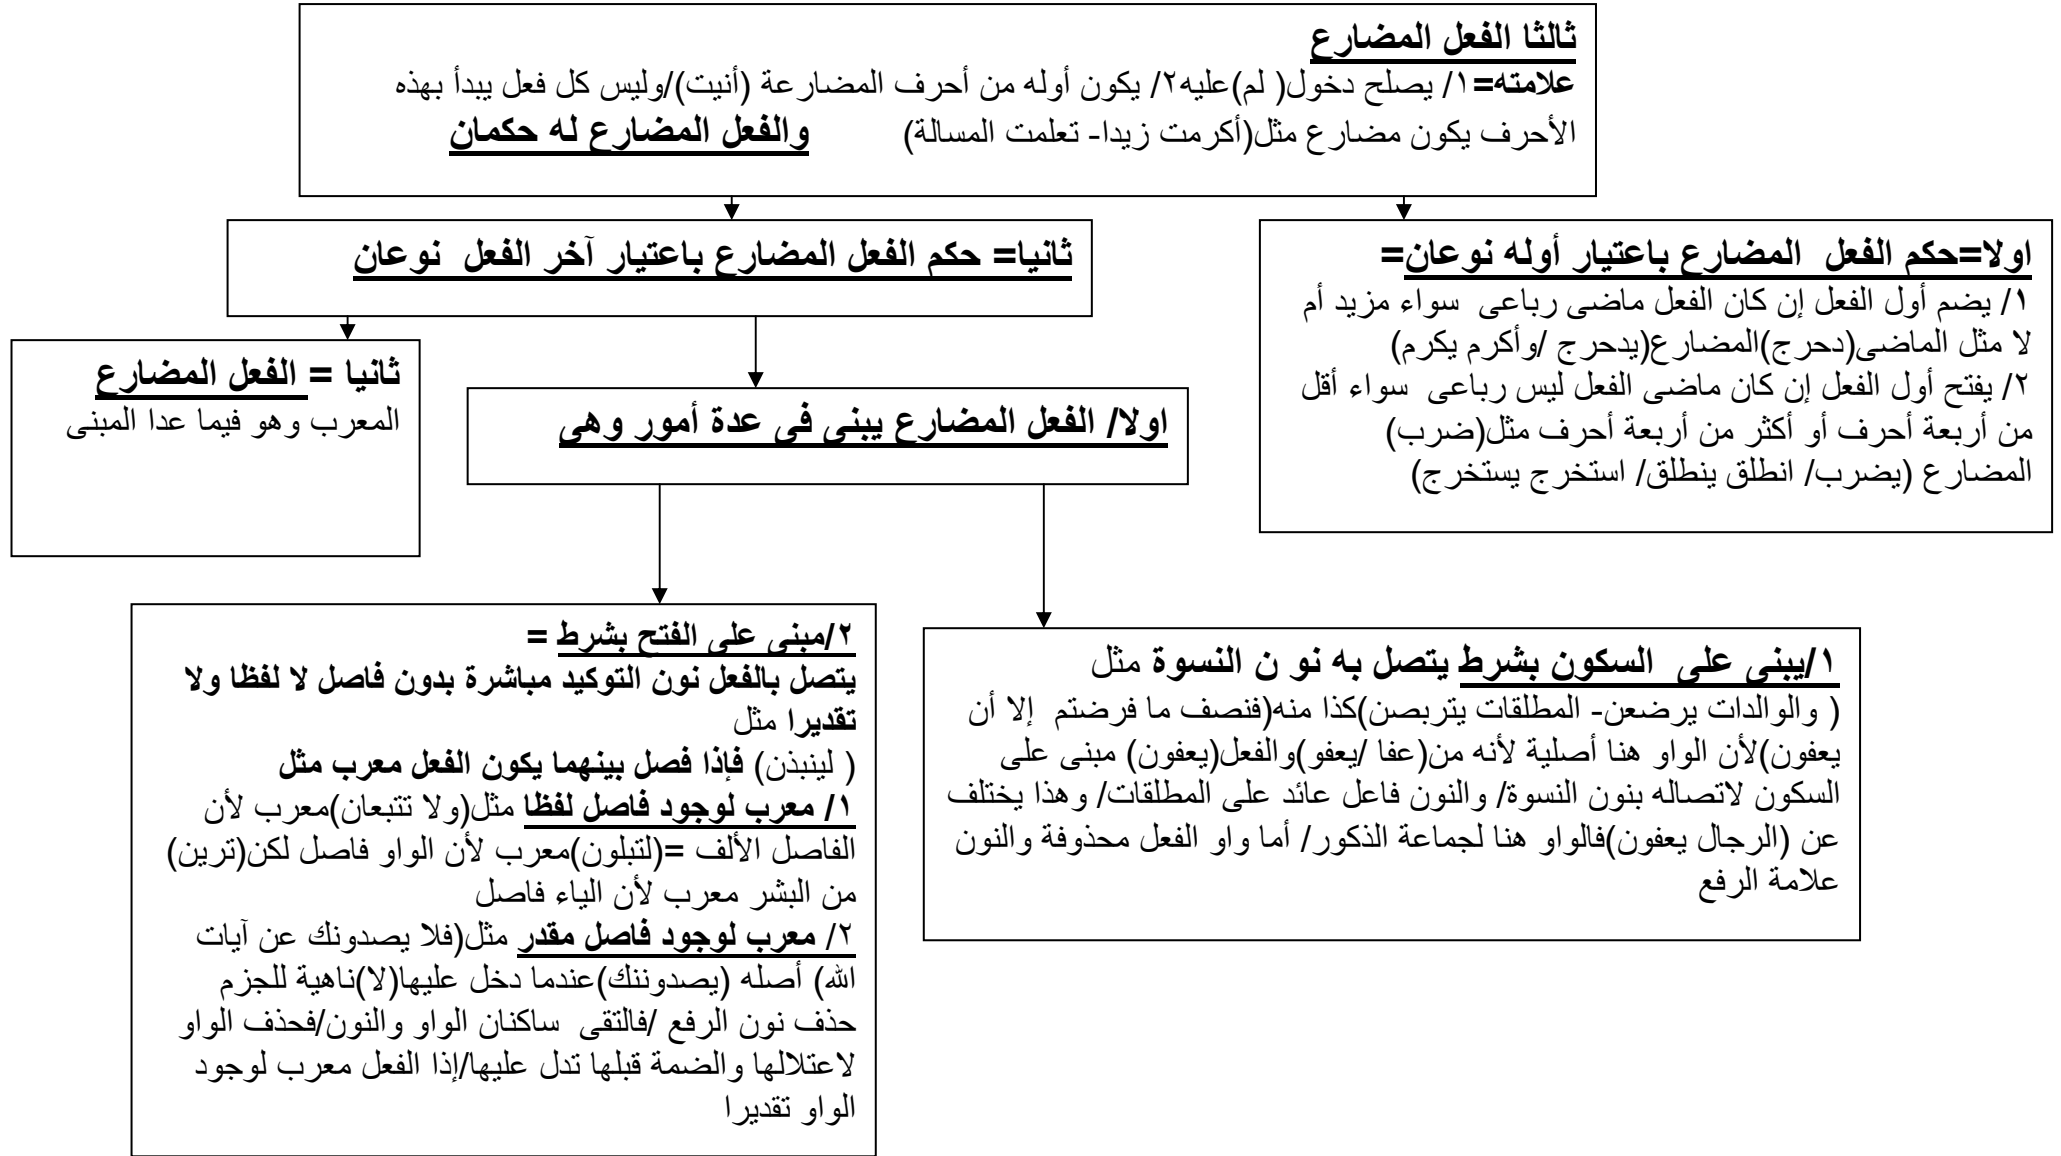 ثالثا الفعل المضارع
علامته=١/ يصلح دخول( لم)عليه٢/ يكون أوله من أحرف المضارعة (أنيت)/وليس كل فعل يبدأ بهذه
الأحرف يكون مضارع مثل(أكرمت زيدا- تعلمت المسالة) والفعل المضارع له حكمان
اولا=حكم الفعل المضارع باعتيار أوله نوعان=
١/ يضم أول الفعل إن كان الفعل ماضى رباعى سواء مزيد أم
لا مثل الماضى(دحرج)المضارع(يدحرج /وأكرم يكرم)
٢/ يفتح أول الفعل إن كان ماضى الفعل ليس رباعى سواء أقل
من أربعة أحرف أو أكثر من أربعة أحرف مثل(ضرب)
المضارع (يضرب/ انطلق ينطلق/ استخرج يستخرج)
ثانيا= حكم الفعل المضارع باعتيار آخر الفعل نوعان
اولا/ الفعل المضارع يبنى فى عدة أمور وهى
ثانيا = الفعل المضارع
المعرب وهو فيما عدا المبنى
١/يبنى على السكون بشرط يتصل به نو ن النسوة مثل
( والوالدات يرضعن- المطلقات يتربصن)كذا منه(فنصف ما فرضتم إلا أن
يعفون)لأن الواو هنا أصلية لأنه من(عفا /يعفو)والفعل(يعفون) مبنى على
السكون لاتصاله بنون النسوة/ والنون فاعل عائد على المطلقات/ وهذا يختلف
عن (الرجال يعفون)فالواو هنا لجماعة الذكور/ أما واو الفعل محذوفة والنون
علامة الرفع
٢/مبنى على الفتح بشرط =
يتصل بالفعل نون التوكيد مباشرة بدون فاصل لا لفظا ولا
تقديرا مثل
( لينبذن) فإذا فصل بينهما يكون الفعل معرب مثل
١/ معرب لوجود فاصل لفظا مثل(ولا تتبعان)معرب لأن
الفاصل الألف =(لتبلون)معرب لأن الواو فاصل لكن(ترين)
من البشر معرب لأن الياء فاصل
٢/ معرب لوجود فاصل مقدر مثل(فلا يصدونك عن آيات
الله) أصله (يصدوننك)عندما دخل عليها(لا)ناهية للجزم
حذف نون الرفع /فالتقى ساكنان الواو والنون/فحذف الواو
لاعتلالها والضمة قبلها تدل عليها/إذا الفعل معرب لوجود
الواو تقديرا